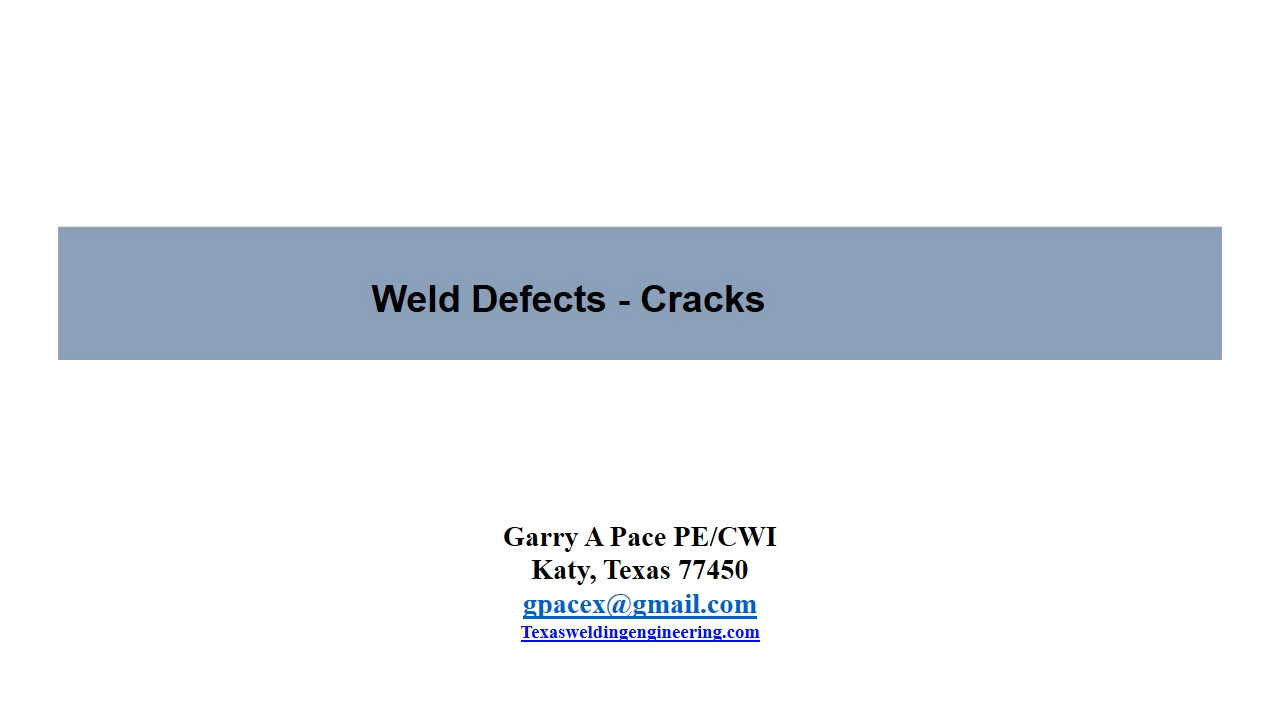 Weld Defects - Cracks
Garry A Pace PE/CWI
Katy, Texas 77450
gpacex@gmail.com
Texasweldingengineering.com